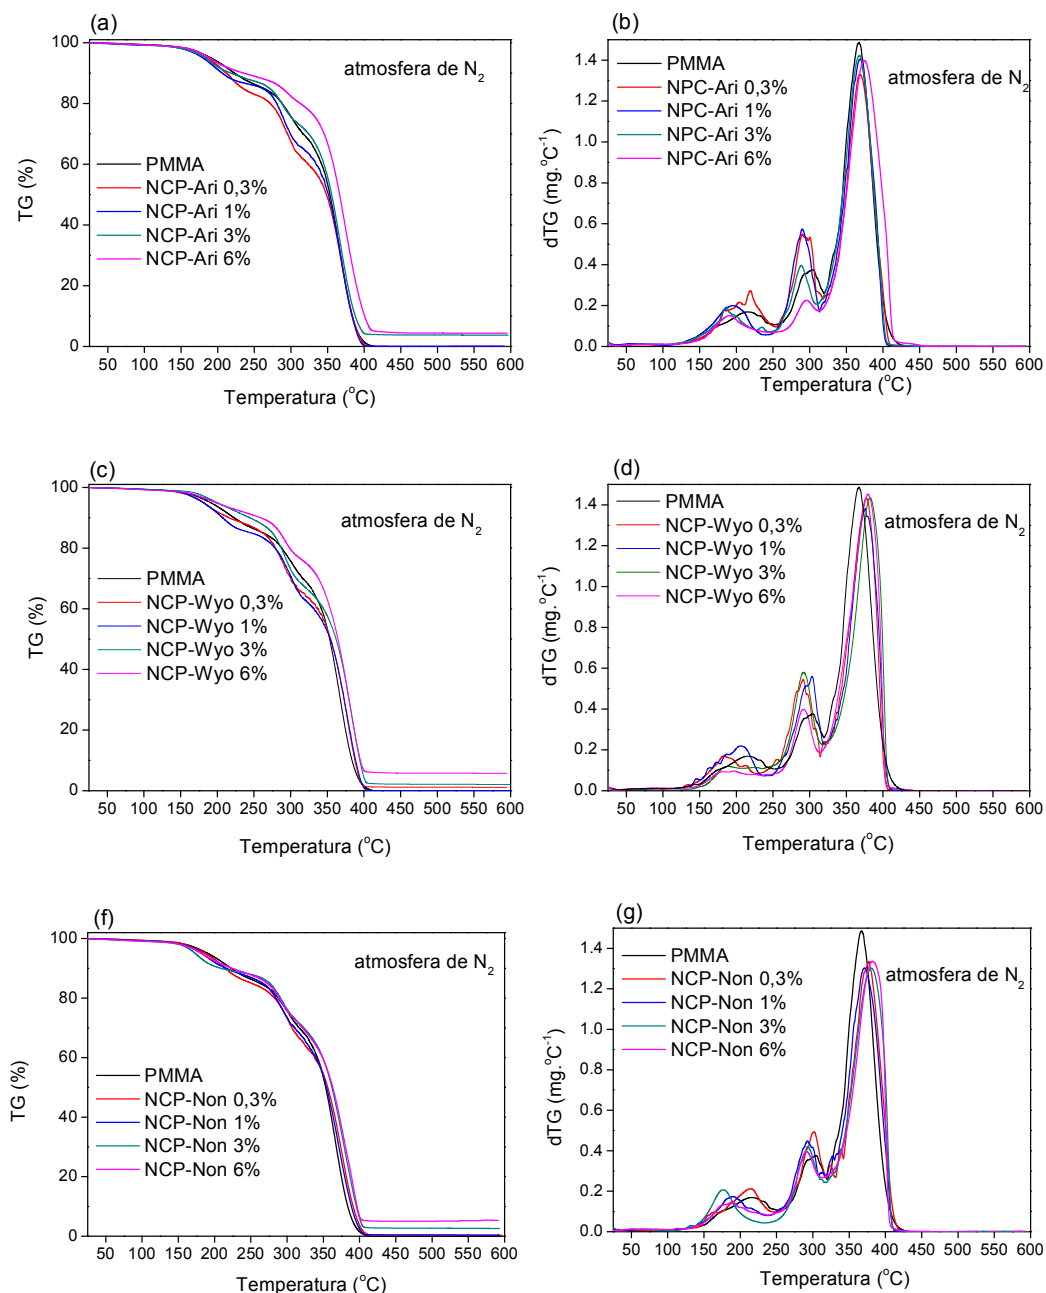 (a)
atmosfera de N2
PMMA
NCP-Ari 0,3%
NCP-Ari 1%
NCP-Ari 3%
NCP-Ari 6%
TG (%)
100
80
60
40
20
0
50 100 150 200 250 300 350 400 450 500 550 600
Temperatura (°C)
(b)
PMMA
NPC-Ari 0,3%
NPC-Ari 1%
NPC-Ari 3%
NPC-Ari 6%
atmosfera de N2
dTG (mg.°C-1)
1.4
1.2
1.0
0.8
0.6
0.4
0.2
0.0
50 100 150 200 250 300 350 400 450 500 550 600
Temperatura (°C)
(c)
atmosfera de N2
PMMA
NCP-Wyo 0,3%
NCP-Wyo 1%
NCP-Wyo 3%
NCP-Wyo 6%
TG (%)
100
80
60
40
20
0
50 100 150 200 250 300 350 400 450 500 550 600
Temperatura (°C)
(d)
PMMA
NCP-Wyo 0,3%
NCP-Wyo 1%
NCP-Wyo 3%
NCP-Wyo 6%
atmosfera de N2
dTG (mg.°C-1)
1.4
1.2
1.0
0.8
0.6
0.4
0.2
0.0
50 100 150 200 250 300 350 400 450 500 550 600
Temperatura (°C)
(f)
atmosfera de N2
PMMA
NCP-Non 0,3%
NCP-Non 1%
NCP-Non 3%
NCP-Non 6%
TG (%)
100
80
60
40
20
0
50 100 150 200 250 300 350 400 450 500 550 600
Temperatura (°C)
(g)
PMMA
NCP-Non 0,3%
NCP-Non 1%
NCP-Non 3%
NCP-Non 6%
atmosfera de N2
dTG (mg.°C-1)
1.4
1.2
1.0
0.8
0.6
0.4
0.2
0.0
50 100 150 200 250 300 350 400 450 500 550 600
Temperatura (°C)